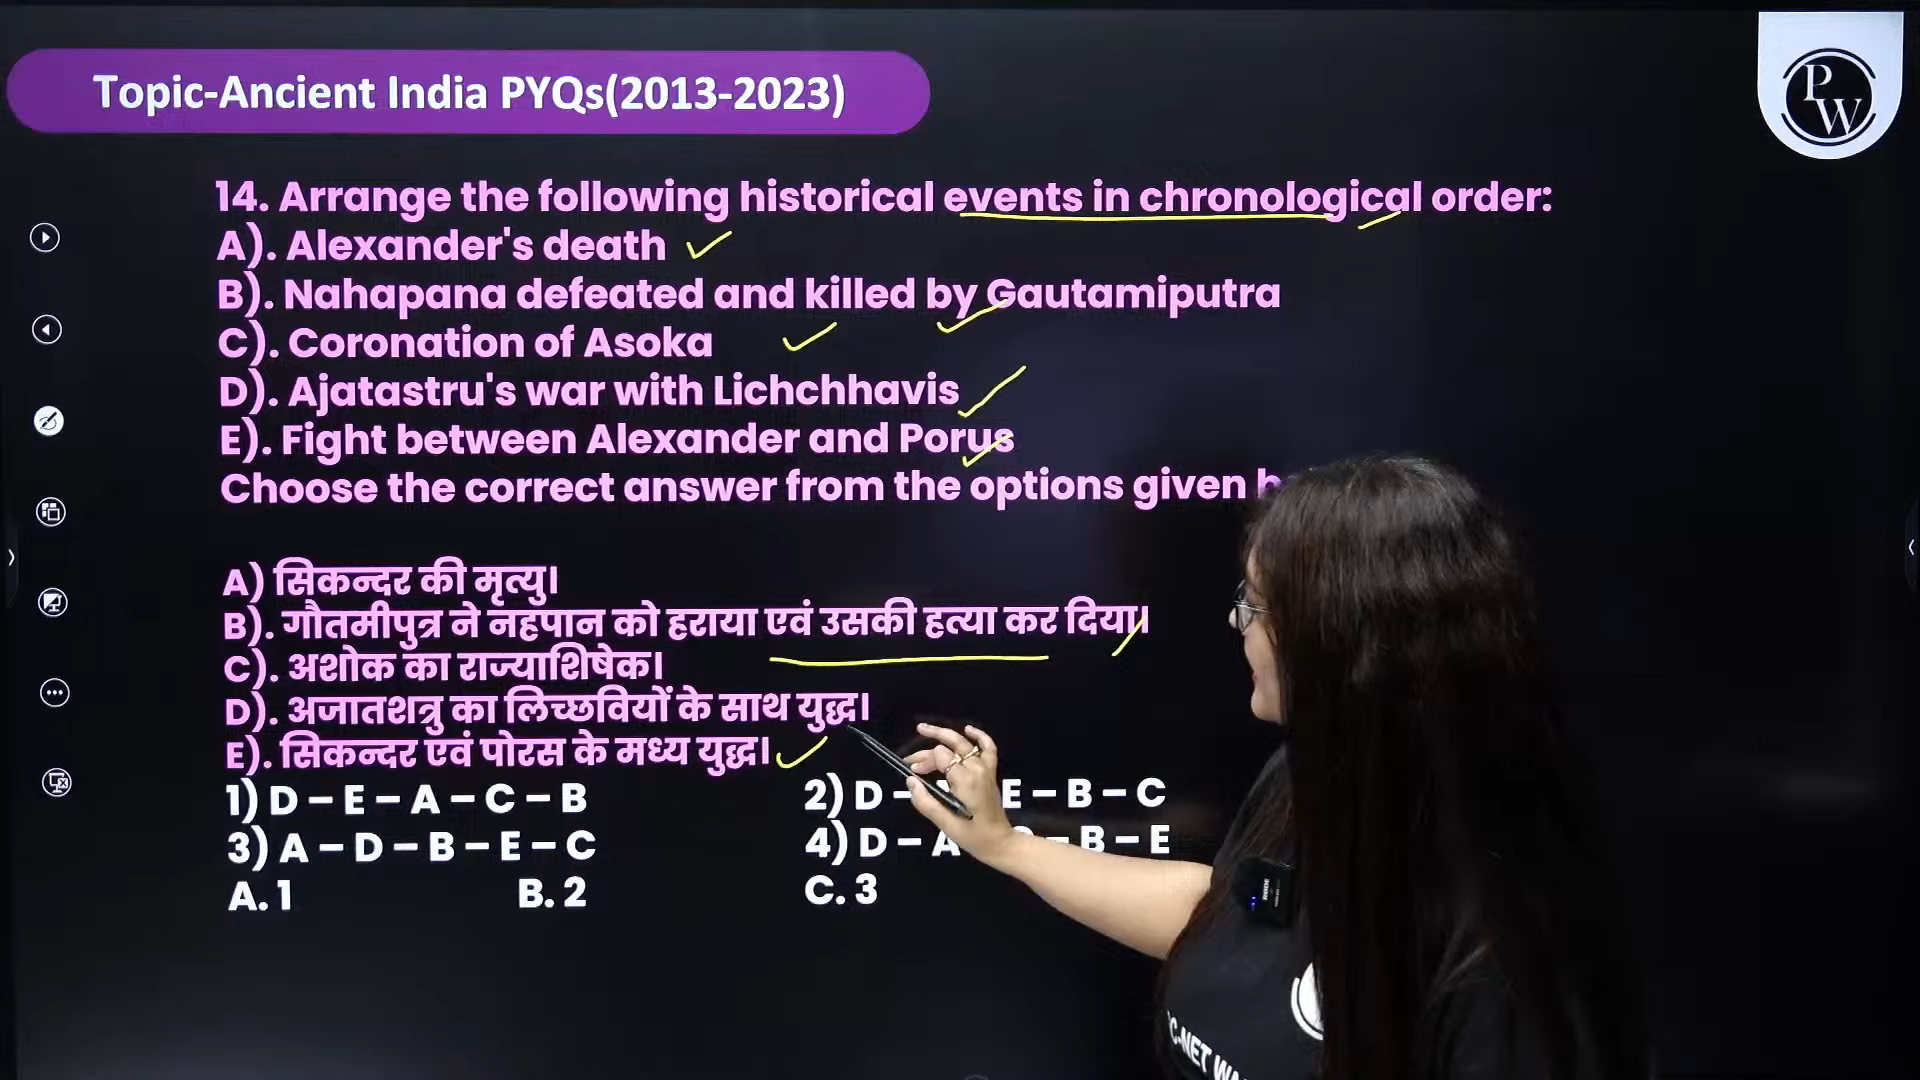 Topic-Ancient India PYQs(2013-2023)
P
W
14. Arrange the following historical events in chronological order:
A). Alexander's death
B). Nahapana defeated and killed by Gautamiputra
C). Coronation of Asoka
D). Ajatastru's war with Lichchhavis
E). Fight between Alexander and Porus
Choose the correct answer from the options given
A) सिकन्दर की मृत्यु।
B). गौतमीपुत्र ने नहपान को हराया एवं उसकी हत्या कर दिया।
C). अशोक का राज्याशिषेक।
D). अजातशत्रु का लिच्छवियों के साथ युद्ध।
E). सिकन्दर एवं पोरस के मध्य युद्ध।
1) D – E – A – C – B
2) D – E – B – C
3) A – D – B – E – C
4) D – A – B – E
A. 1
B. 2
C. 3
RODE
C-NET